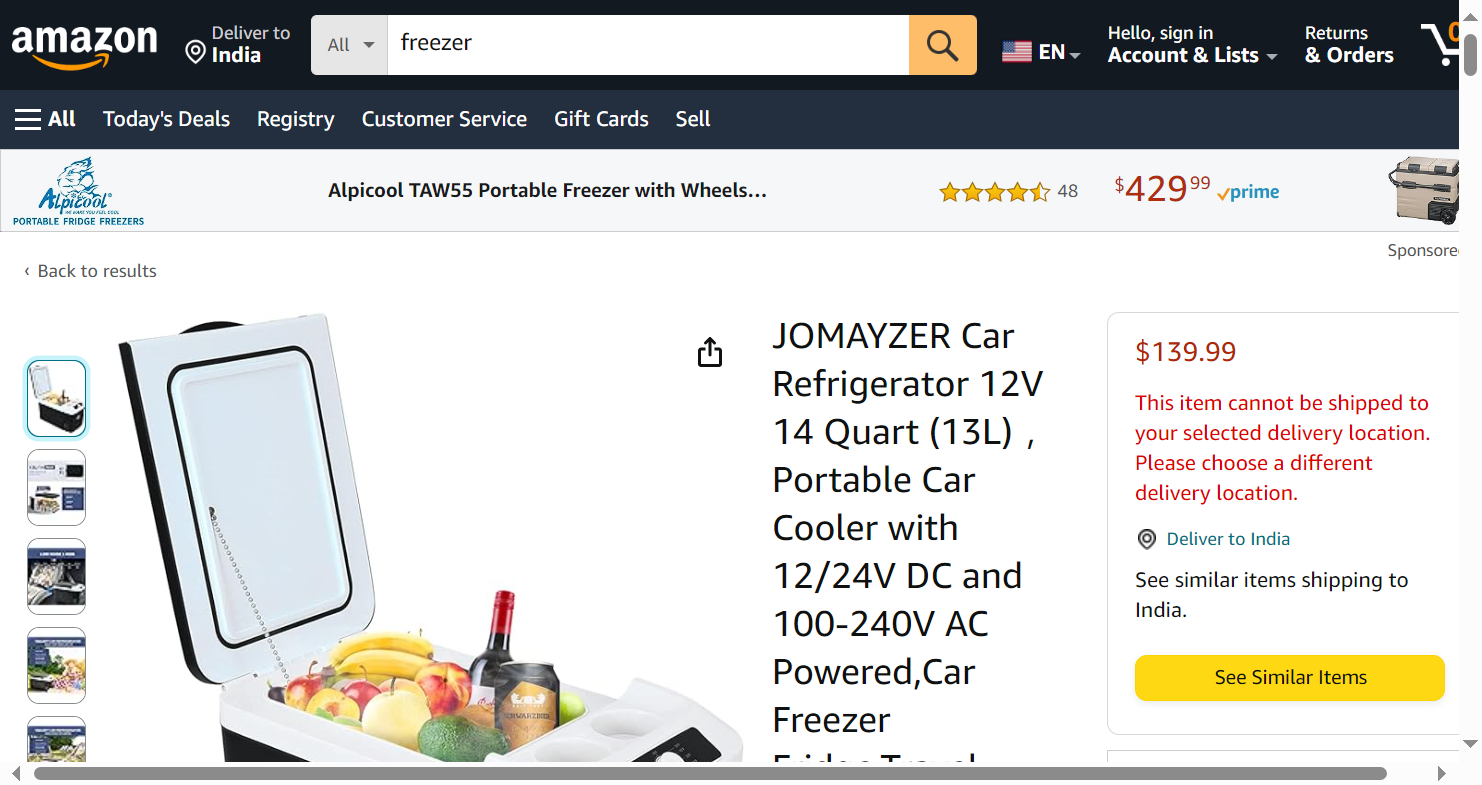 amazon
Deliver to
India
All
freezer
EN
Hello, sign in
Account & Lists
Returns
& Orders
0
All
Today's Deals
Registry
Customer Service
Gift Cards
Sell
Alpicool
PORTABLE FRIDGE FREEZERS
Alpicool TAW55 Portable Freezer with Wheels...
48
$429 99
prime
Sponsore
‹ Back to results
JOMAYZER Car
Refrigerator 12V
14 Quart (13L) ,
Portable Car
Cooler with
12/24V DC and
100-240V AC
Powered,Car
Freezer
Fridge,Travel
$139.99
This item cannot be shipped to
your selected delivery location.
Please choose a different
delivery location.
Deliver to India
See similar items shipping to
India.
See Similar Items